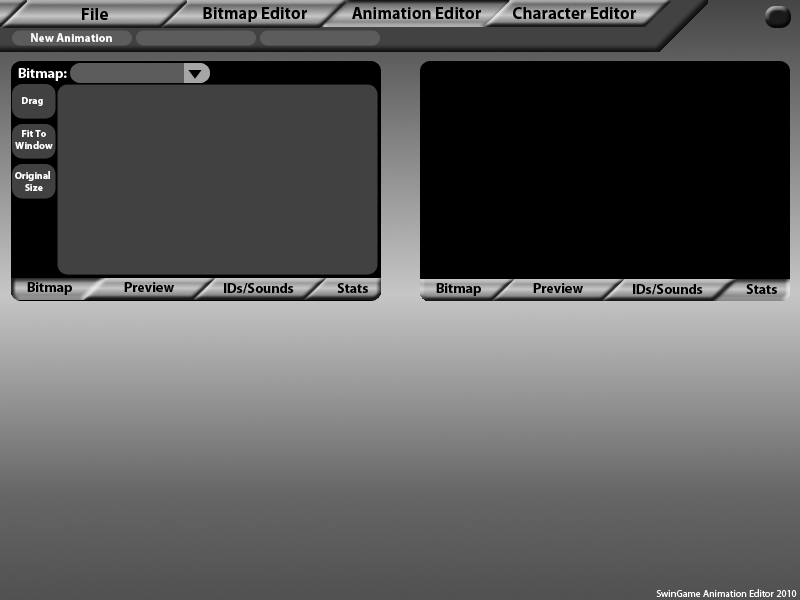 File Bitmap Editor Animation Editor Character Editor
New Animation
Bitmap:
Drag
Fit To
Window
Original
Size
Bitmap Preview IDs/Sounds Stats
Bitmap Preview IDs/Sounds Stats
SwinGame Animation Editor 2010